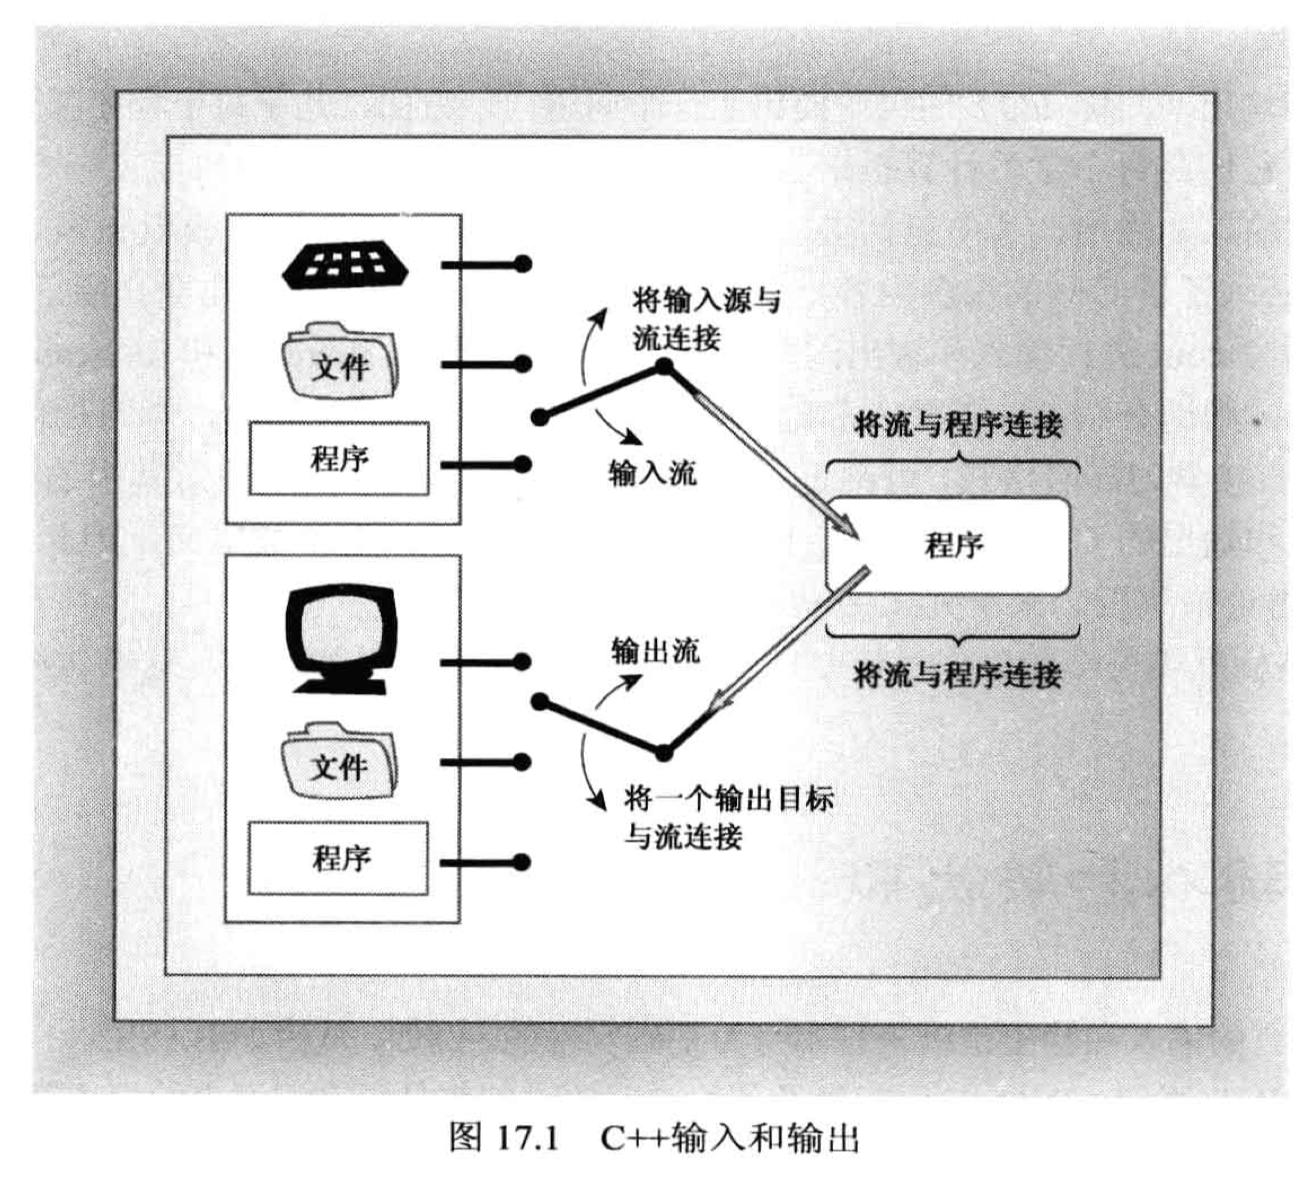 将输入源与
流连接
文件
程序
输入流
将流与程序连接
程序
将流与程序连接
输出流
文件
将一个输出目标
与流连接
程序
图 17.1 C++输入和输出